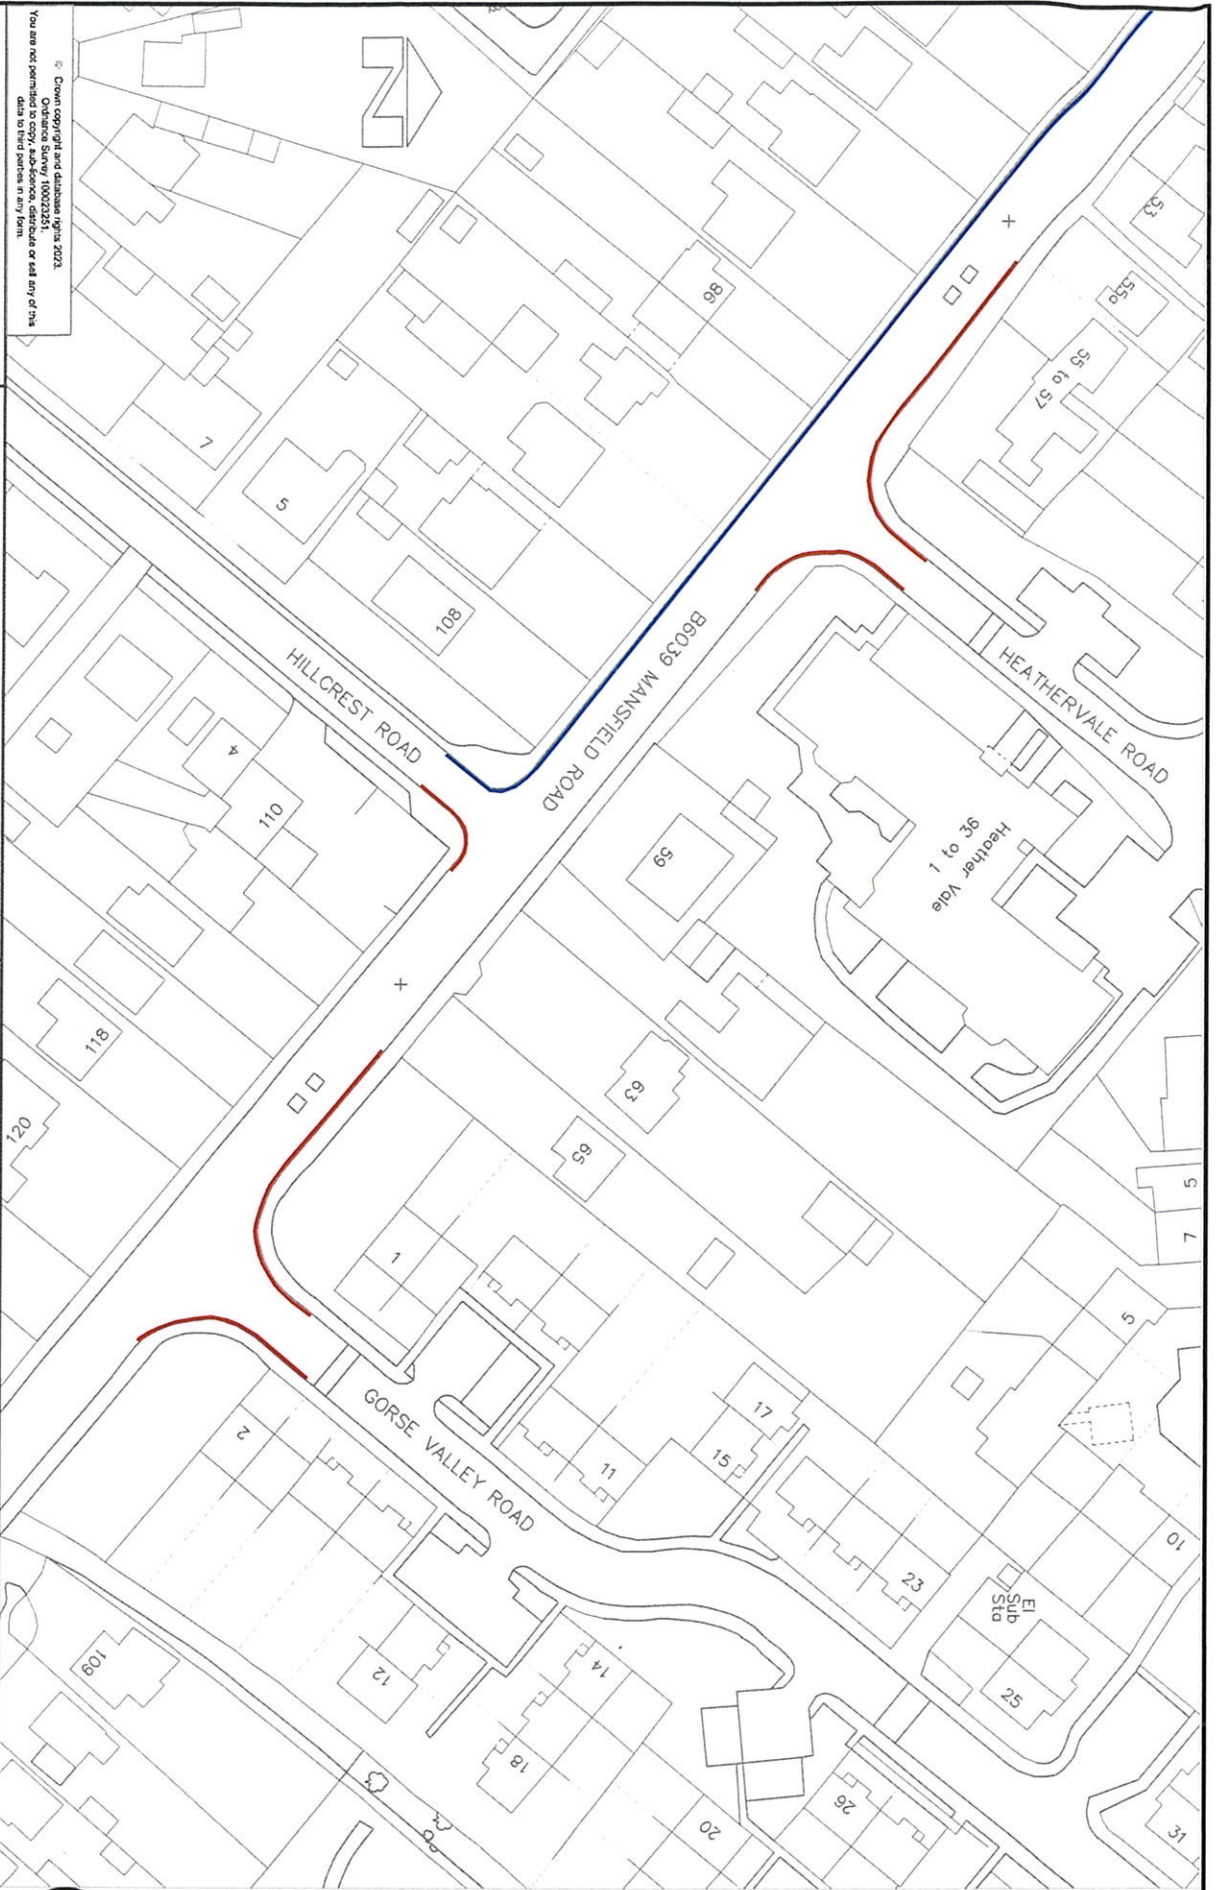 © Crown copyright and database rights 2023.
Ordnance Survey 100023251.
You are not permitted to copy, sub-licence, distribute or sell any of this
data to third parties in any form.
N
53
55a
55 to 57
86
HEATHERVALE ROAD
B6039 MANSFIELD ROAD
7
5
108
HILLCREST ROAD
Heather Vale
1 to 36
59
4
110
118
120
63
65
5
7
5
1
17
15
11
GORSE VALLEY ROAD
2
10
23
El
Sub
Sta
25
109
12
14
18
20
26
31